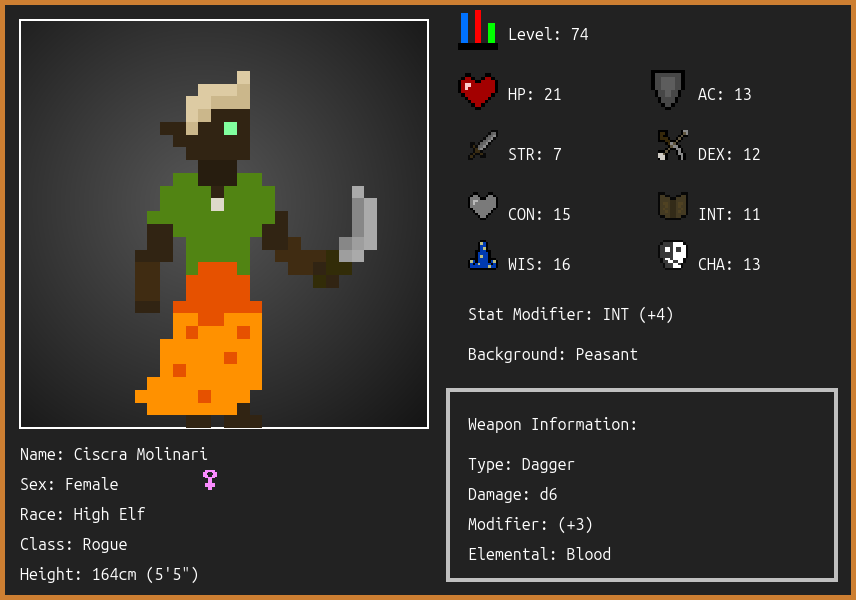 Level: 74
HP: 21
AC: 13
STR: 7
DEX: 12
CON: 15
INT: 11
WIS: 16
CHA: 13
Stat Modifier: INT (+4)
Background: Peasant
Weapon Information:
Type: Dagger
Damage: d6
Modifier: (+3)
Elemental: Blood
Name: Ciscra Molinari
Sex: Female
Race: High Elf
Class: Rogue
Height: 164cm (5'5")